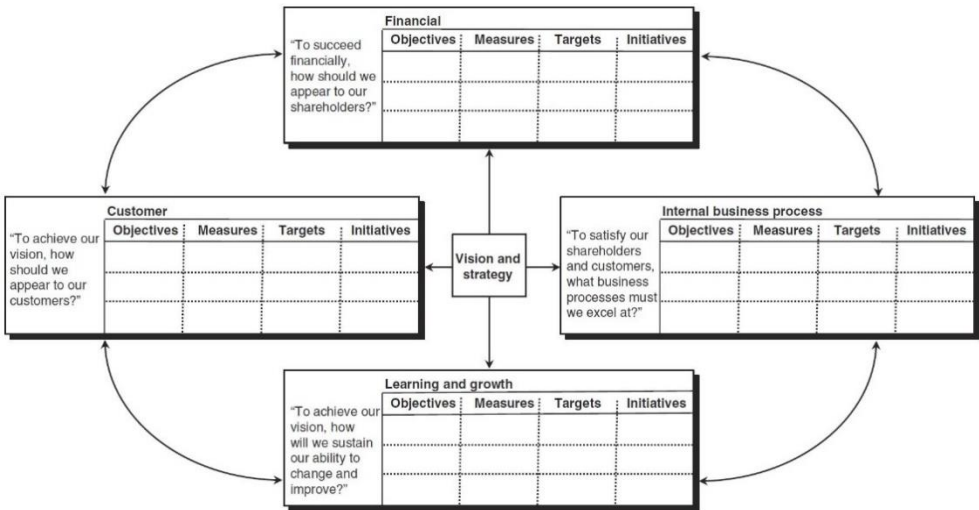 Financial
Objectives Measures Targets Initiatives
“To succeed
financially,
how should we
appear to our
shareholders?”
Customer
Objectives Measures Targets Initiatives
“To achieve our
vision, how
should we
appear to our
customers?”
Vision and
strategy
Internal business process
Objectives Measures Targets Initiatives
“To satisfy our
shareholders
and customers,
what business
processes must
we excel at?”
Learning and growth
Objectives Measures Targets Initiatives
“To achieve our
vision, how
will we sustain
our ability to
change and
improve?”